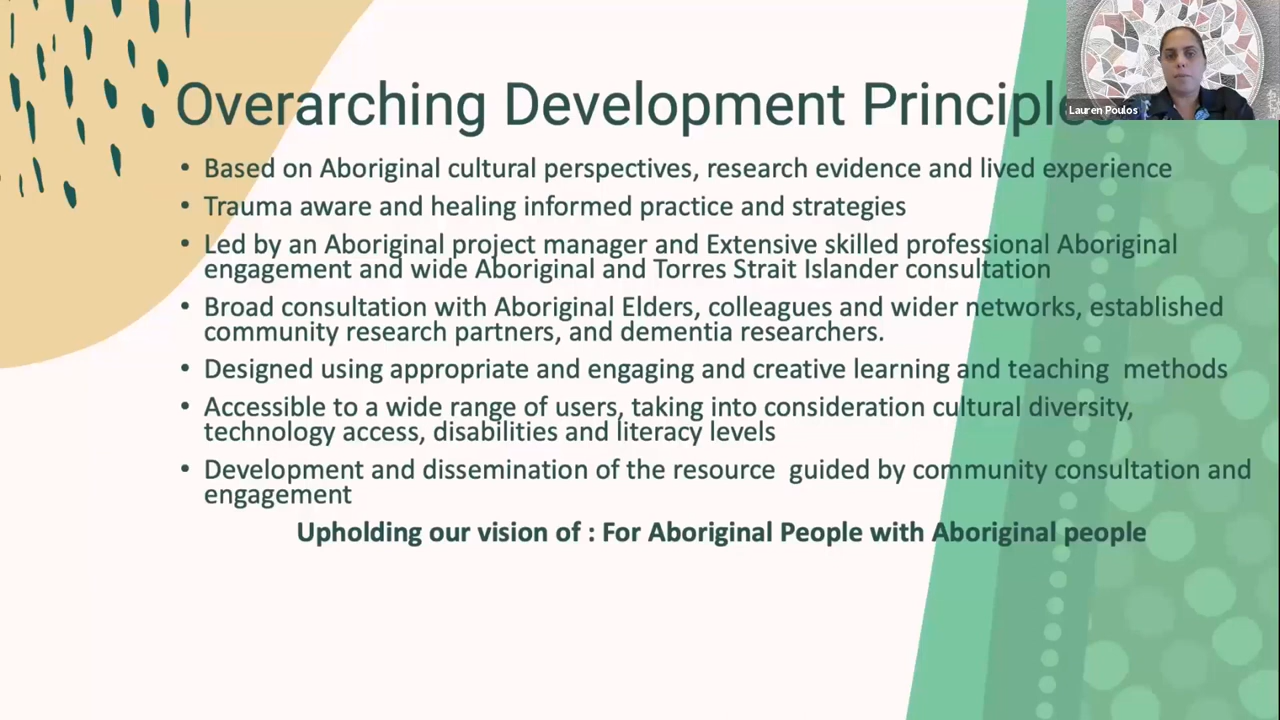 Overarching Development Principles
Lauren Poulos
• Based on Aboriginal cultural perspectives, research evidence and lived experience
• Trauma aware and healing informed practice and strategies
• Led by an Aboriginal project manager and Extensive skilled professional Aboriginal
engagement and wide Aboriginal and Torres Strait Islander consultation
• Broad consultation with Aboriginal Elders, colleagues and wider networks, established
community research partners, and dementia researchers.
• Designed using appropriate and engaging and creative learning and teaching  methods
• Accessible to a wide range of users, taking into consideration cultural diversity,
technology access, disabilities and literacy levels
• Development and dissemination of the resource  guided by community consultation and
engagement
Upholding our vision of : For Aboriginal People with Aboriginal people